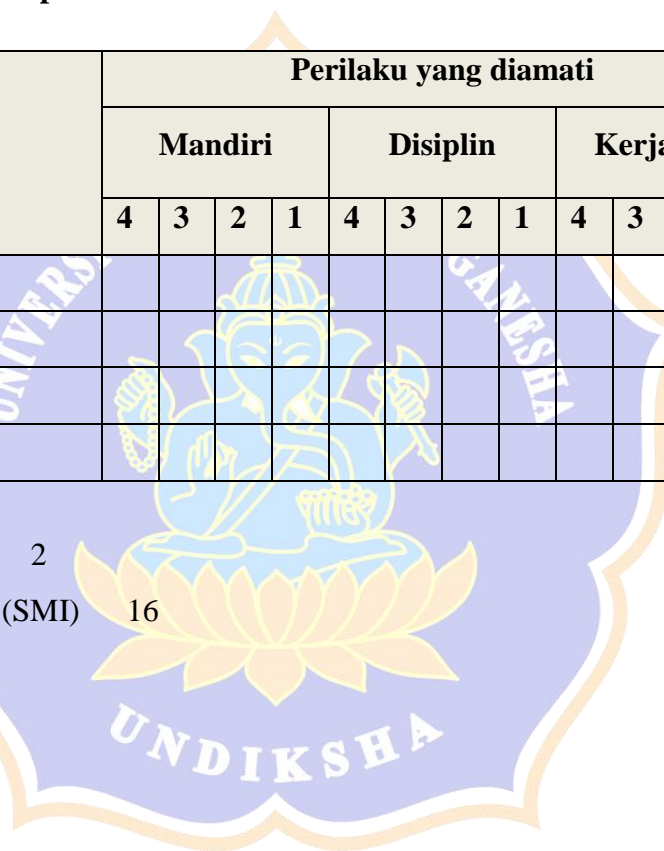 Perilaku yang diamati
Mandiri Disiplin
4 3 2 1 4 3 2 1 4 3
2
(SMI) 16
UNDIKSHA